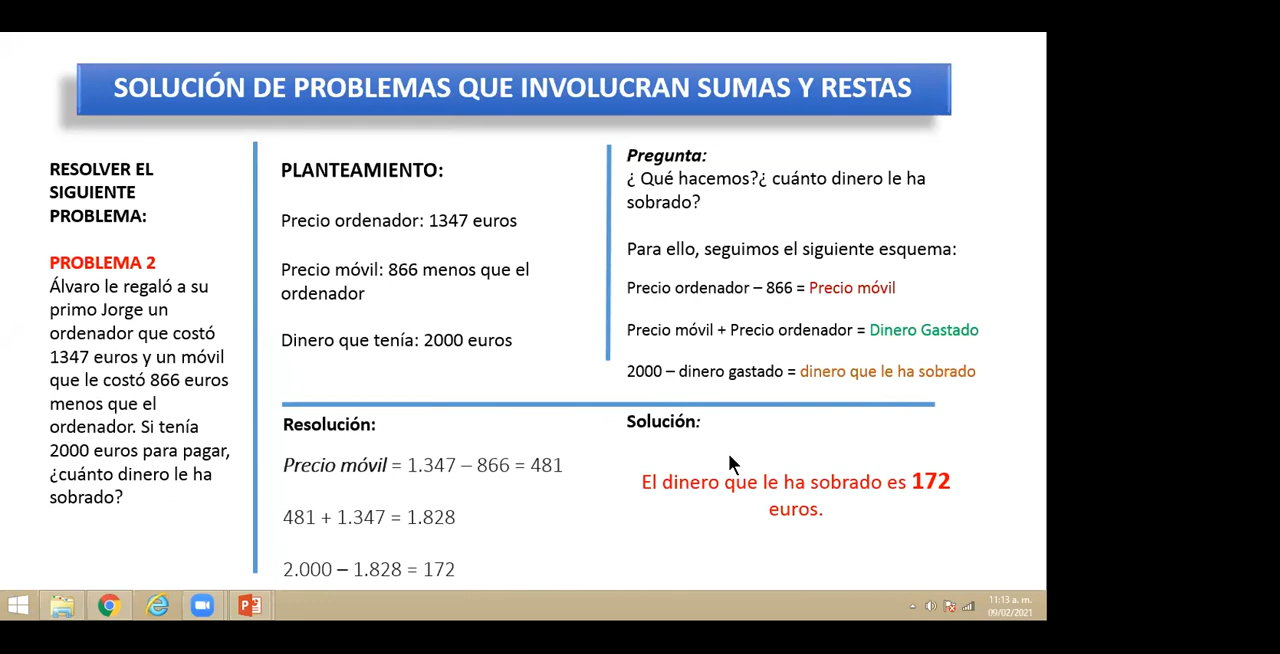 SOLUCIÓN DE PROBLEMAS QUE INVOLUCRAN SUMAS Y RESTAS
RESOLVER EL
SIGUIENTE
PROBLEMA:
PROBLEMA 2
Álvaro le regaló a su
primo Jorge un
ordenador que costó
1347 euros y un móvil
que le costó 866 euros
menos que el
ordenador. Si tenía
2000 euros para pagar,
¿cuánto dinero le ha
sobrado?
PLANTEAMIENTO:
Precio ordenador: 1347 euros
Precio móvil: 866 menos que el
ordenador
Dinero que tenía: 2000 euros
Pregunta:
¿ Qué hacemos?¿ cuánto dinero le ha
sobrado?
Para ello, seguimos el siguiente esquema:
Precio ordenador – 866 = Precio móvil
Precio móvil + Precio ordenador = Dinero Gastado
2000 – dinero gastado = dinero que le ha sobrado
Resolución:
Precio móvil = 1.347 – 866 = 481
481 + 1.347 = 1.828
2.000 – 1.828 = 172
Solución:
El dinero que le ha sobrado es 172
euros.
11:13 a. m.
09/02/2021